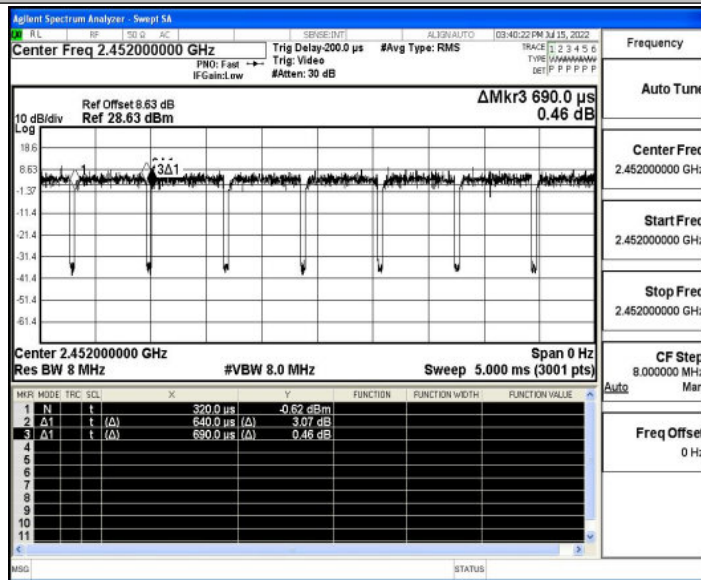 Agilent Spectrum Analyzer - Swept SA
RL RF 50 Ω AC SENSE:INT ALIGN AUTO 03:40:22 PM Jul 15, 2022
Center Freq 2.452000000 GHz
Trig Delay-200.0 µs #Avg Type: RMS TRACE 1 2 3 4 5 6
PNO: Fast Trig: Video TYPE
IFGain:Low #Atten: 30 dB DET P P P P P P
Ref Offset 8.63 dB
10 dB/div Ref 28.63 dBm
Log
ΔMkr3 690.0 µs
0.46 dB
18.6
8.63
-1.37
-11.4
-21.4
-31.4
-41.4
-51.4
-61.4
1
3Δ1
Center 2.452000000 GHz Span 0 Hz
Res BW 8 MHz #VBW 8.0 MHz Sweep 5.000 ms (3001 pts)
MKR MODE TRC SCL X Y FUNCTION FUNCTION WIDTH FUNCTION VALUE
1 N t 320.0 µs -0.62 dBm
2 Δ1 t (Δ) 640.0 µs (Δ) 3.07 dB
3 Δ1 t (Δ) 690.0 µs (Δ) 0.46 dB
4
5
6
7
8
9
10
11
MSG STATUS
Frequency
Auto Tune
Center Freq
2.452000000 GHz
Start Freq
2.452000000 GHz
Stop Freq
2.452000000 GHz
CF Step
8.000000 MHz
Auto Man
Freq Offset
0 Hz